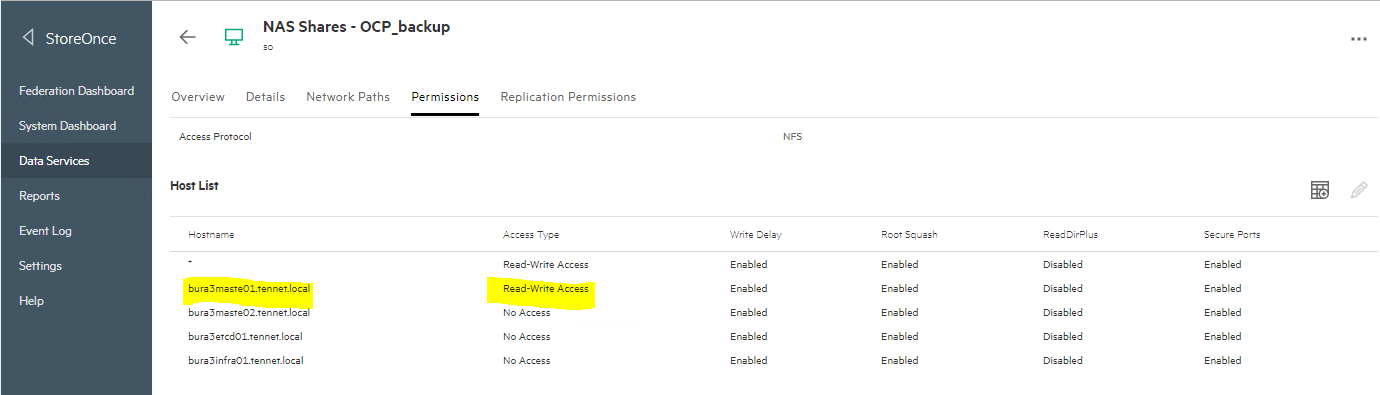 StoreOnce
NAS Shares - OCP_backup
so
Federation Dashboard
System Dashboard
Data Services
Reports
Event Log
Settings
Help
Overview Details Network Paths Permissions Replication Permissions
Access Protocol NFS
Host List
Hostname Access Type Write Delay Root Squash ReadDirPlus Secure Ports
* Read-Write Access Enabled Enabled Disabled Enabled
bura3maste01.tennet.local Read-Write Access Enabled Enabled Disabled Enabled
bura3maste02.tennet.local No Access Enabled Enabled Disabled Enabled
bura3etcd01.tennet.local No Access Enabled Enabled Disabled Enabled
bura3infra01.tennet.local No Access Enabled Enabled Disabled Enabled